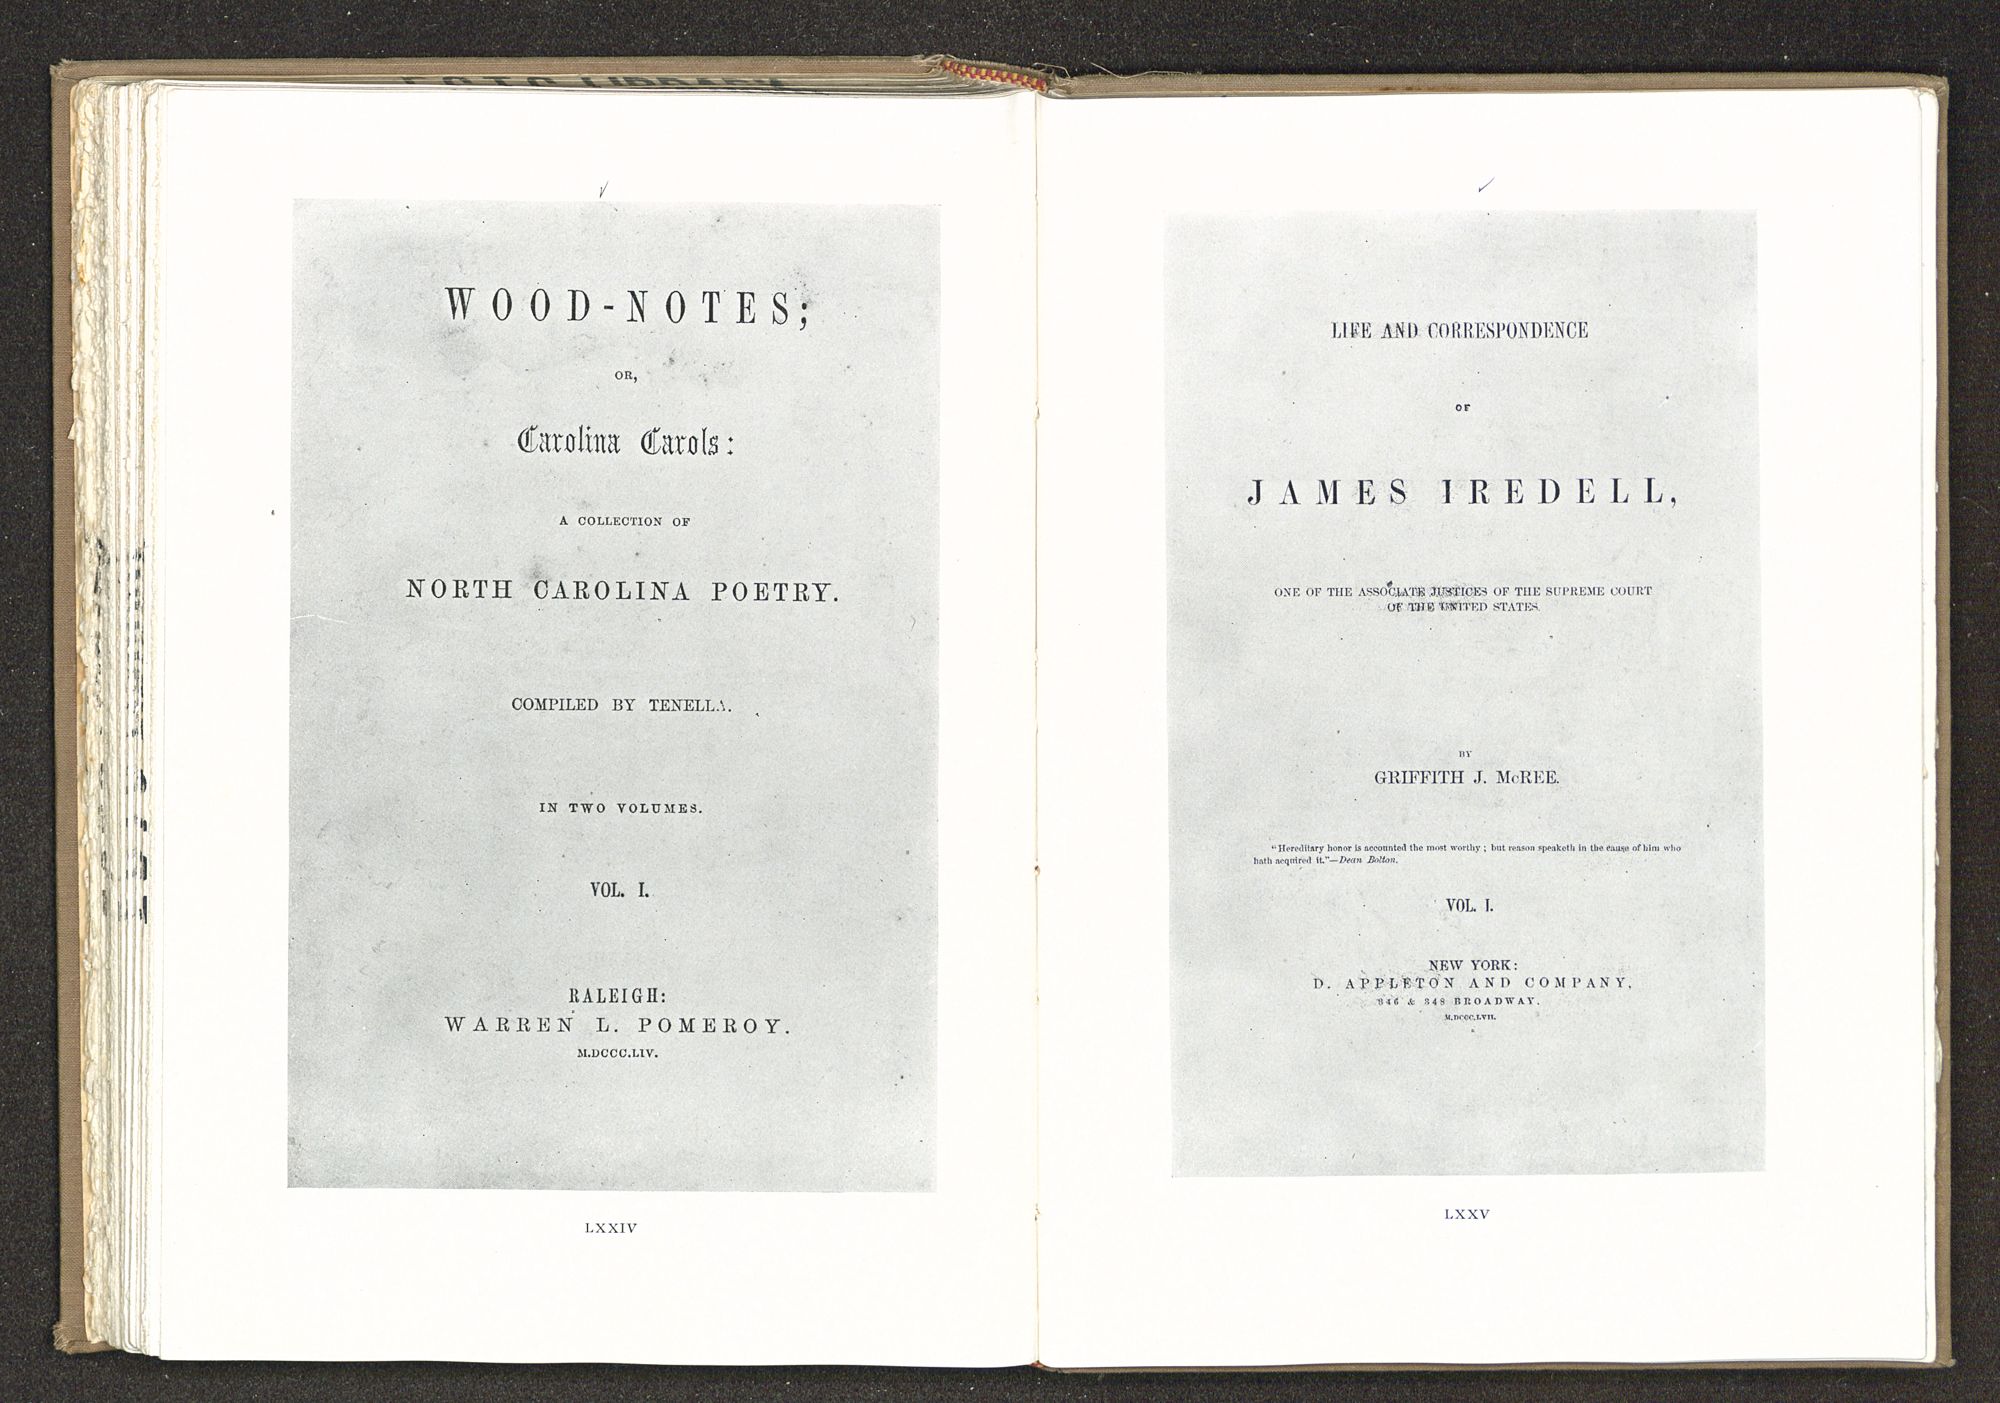 WOOD-NOTES;
OR,
Carolina Carols:
A COLLECTION OF
NORTH CAROLINA POETRY.
COMPILED BY TENELLA.
IN TWO VOLUMES.
VOL. I.
RALEIGH:
WARREN L. POMEROY.
M.DCCC.LIV.
LXXIV
LIFE AND CORRESPONDENCE
OF
JAMES IREDELL,
ONE OF THE ASSOCIATE JUSTICES OF THE SUPREME COURT
OF THE UNITED STATES.
BY
GRIFFITH J. McREE.
"Hereditary honor is accounted the most worthy; but reason speaketh in the cause of him who
hath acquired it."—Dean Bolton.
VOL. I.
NEW YORK:
D. APPLETON AND COMPANY,
346 & 348 BROADWAY.
M.DCCC.LVII.
LXXV